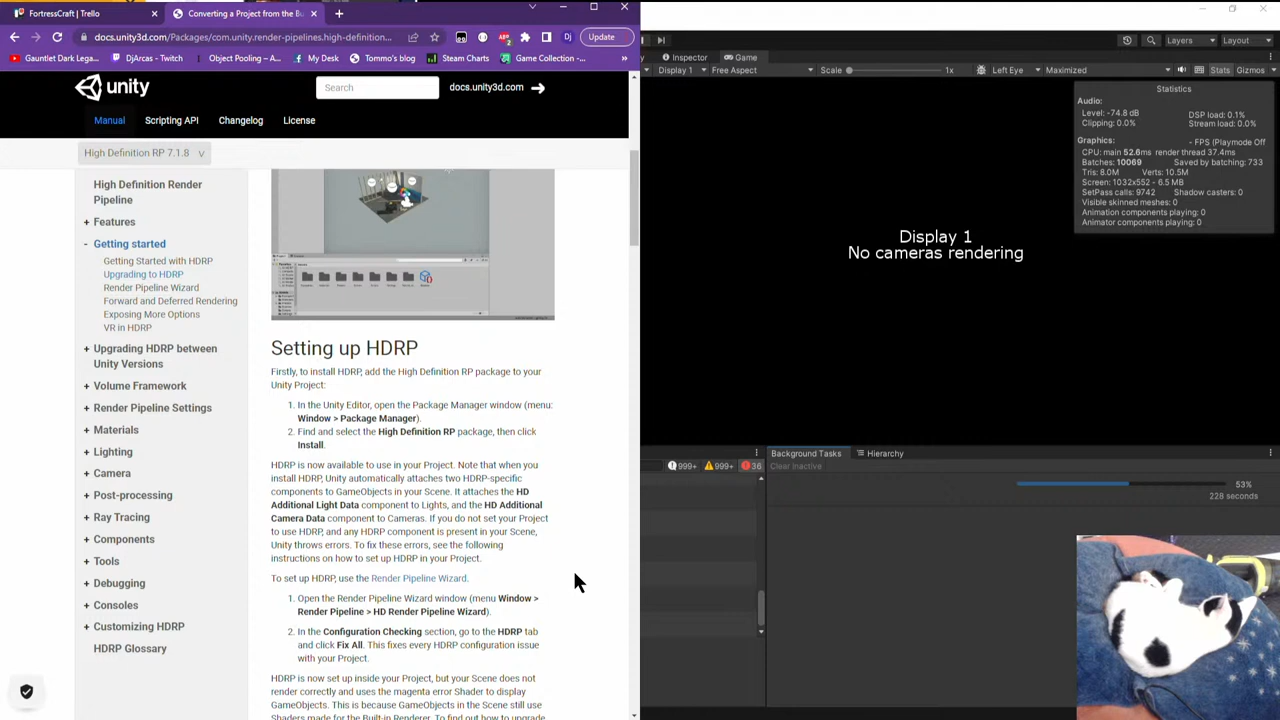 FortressCraft | Trello
Converting a Project from the Bu
docs.unity3d.com/Packages/com.unity.render-pipelines.high-definition...
Dj
Update
Gauntlet Dark Lega...
DjArcas - Twitch
Object Pooling – A...
My Desk
Tommo's blog
Steam Charts
Game Collection -...
»
unity
Search
docs.unity3d.com
Manual
Scripting API
Changelog
License
High Definition RP 7.1.8
High Definition Render
Pipeline
+ Features
- Getting started
Getting Started with HDRP
Upgrading to HDRP
Render Pipeline Wizard
Forward and Deferred Rendering
Exposing More Options
VR in HDRP
+ Upgrading HDRP between
Unity Versions
+ Volume Framework
+ Render Pipeline Settings
+ Materials
+ Lighting
+ Camera
+ Post-processing
+ Ray Tracing
+ Components
+ Tools
+ Debugging
+ Consoles
+ Customizing HDRP
HDRP Glossary
Setting up HDRP
Firstly, to install HDRP, add the High Definition RP package to your
Unity Project:
1. In the Unity Editor, open the Package Manager window (menu:
Window > Package Manager).
2. Find and select the High Definition RP package, then click
Install.
HDRP is now available to use in your Project. Note that when you
install HDRP, Unity automatically attaches two HDRP-specific
components to GameObjects in your Scene. It attaches the HD
Additional Light Data component to Lights, and the HD Additional
Camera Data component to Cameras. If you do not set your Project
to use HDRP, and any HDRP component is present in your Scene,
Unity throws errors. To fix these errors, see the following
instructions on how to set up HDRP in your Project.
To set up HDRP, use the Render Pipeline Wizard.
1. Open the Render Pipeline Wizard window (menu Window >
Render Pipeline > HD Render Pipeline Wizard).
2. In the Configuration Checking section, go to the HDRP tab
and click Fix All. This fixes every HDRP configuration issue
with your Project.
HDRP is now set up inside your Project, but your Scene does not
render correctly and uses the magenta error Shader to display
GameObjects. This is because GameObjects in the Scene still use
Shaders made for the Built-in Renderer. To find out how to upgrade
Layers
Layout
Inspector
Game
Display 1
Free Aspect
Scale
1x
Left Eye
Maximized
Stats
Gizmos
Statistics
Audio:
Level: -74.8 dB
DSP load: 0.1%
Clipping: 0.0%
Stream load: 0.0%
Graphics:
- FPS (Playmode Off
CPU: main 52.6ms render thread 37.4ms
Batches: 10069
Saved by batching: 733
Tris: 8.0M
Verts: 10.5M
Screen: 1032x552 - 6.5 MB
SetPass calls: 9742
Shadow casters: 0
Visible skinned meshes: 0
Animation components playing: 0
Animator components playing: 0
Display 1
No cameras rendering
Background Tasks
Hierarchy
999+
999+
36
Clear Inactive
53%
228 seconds